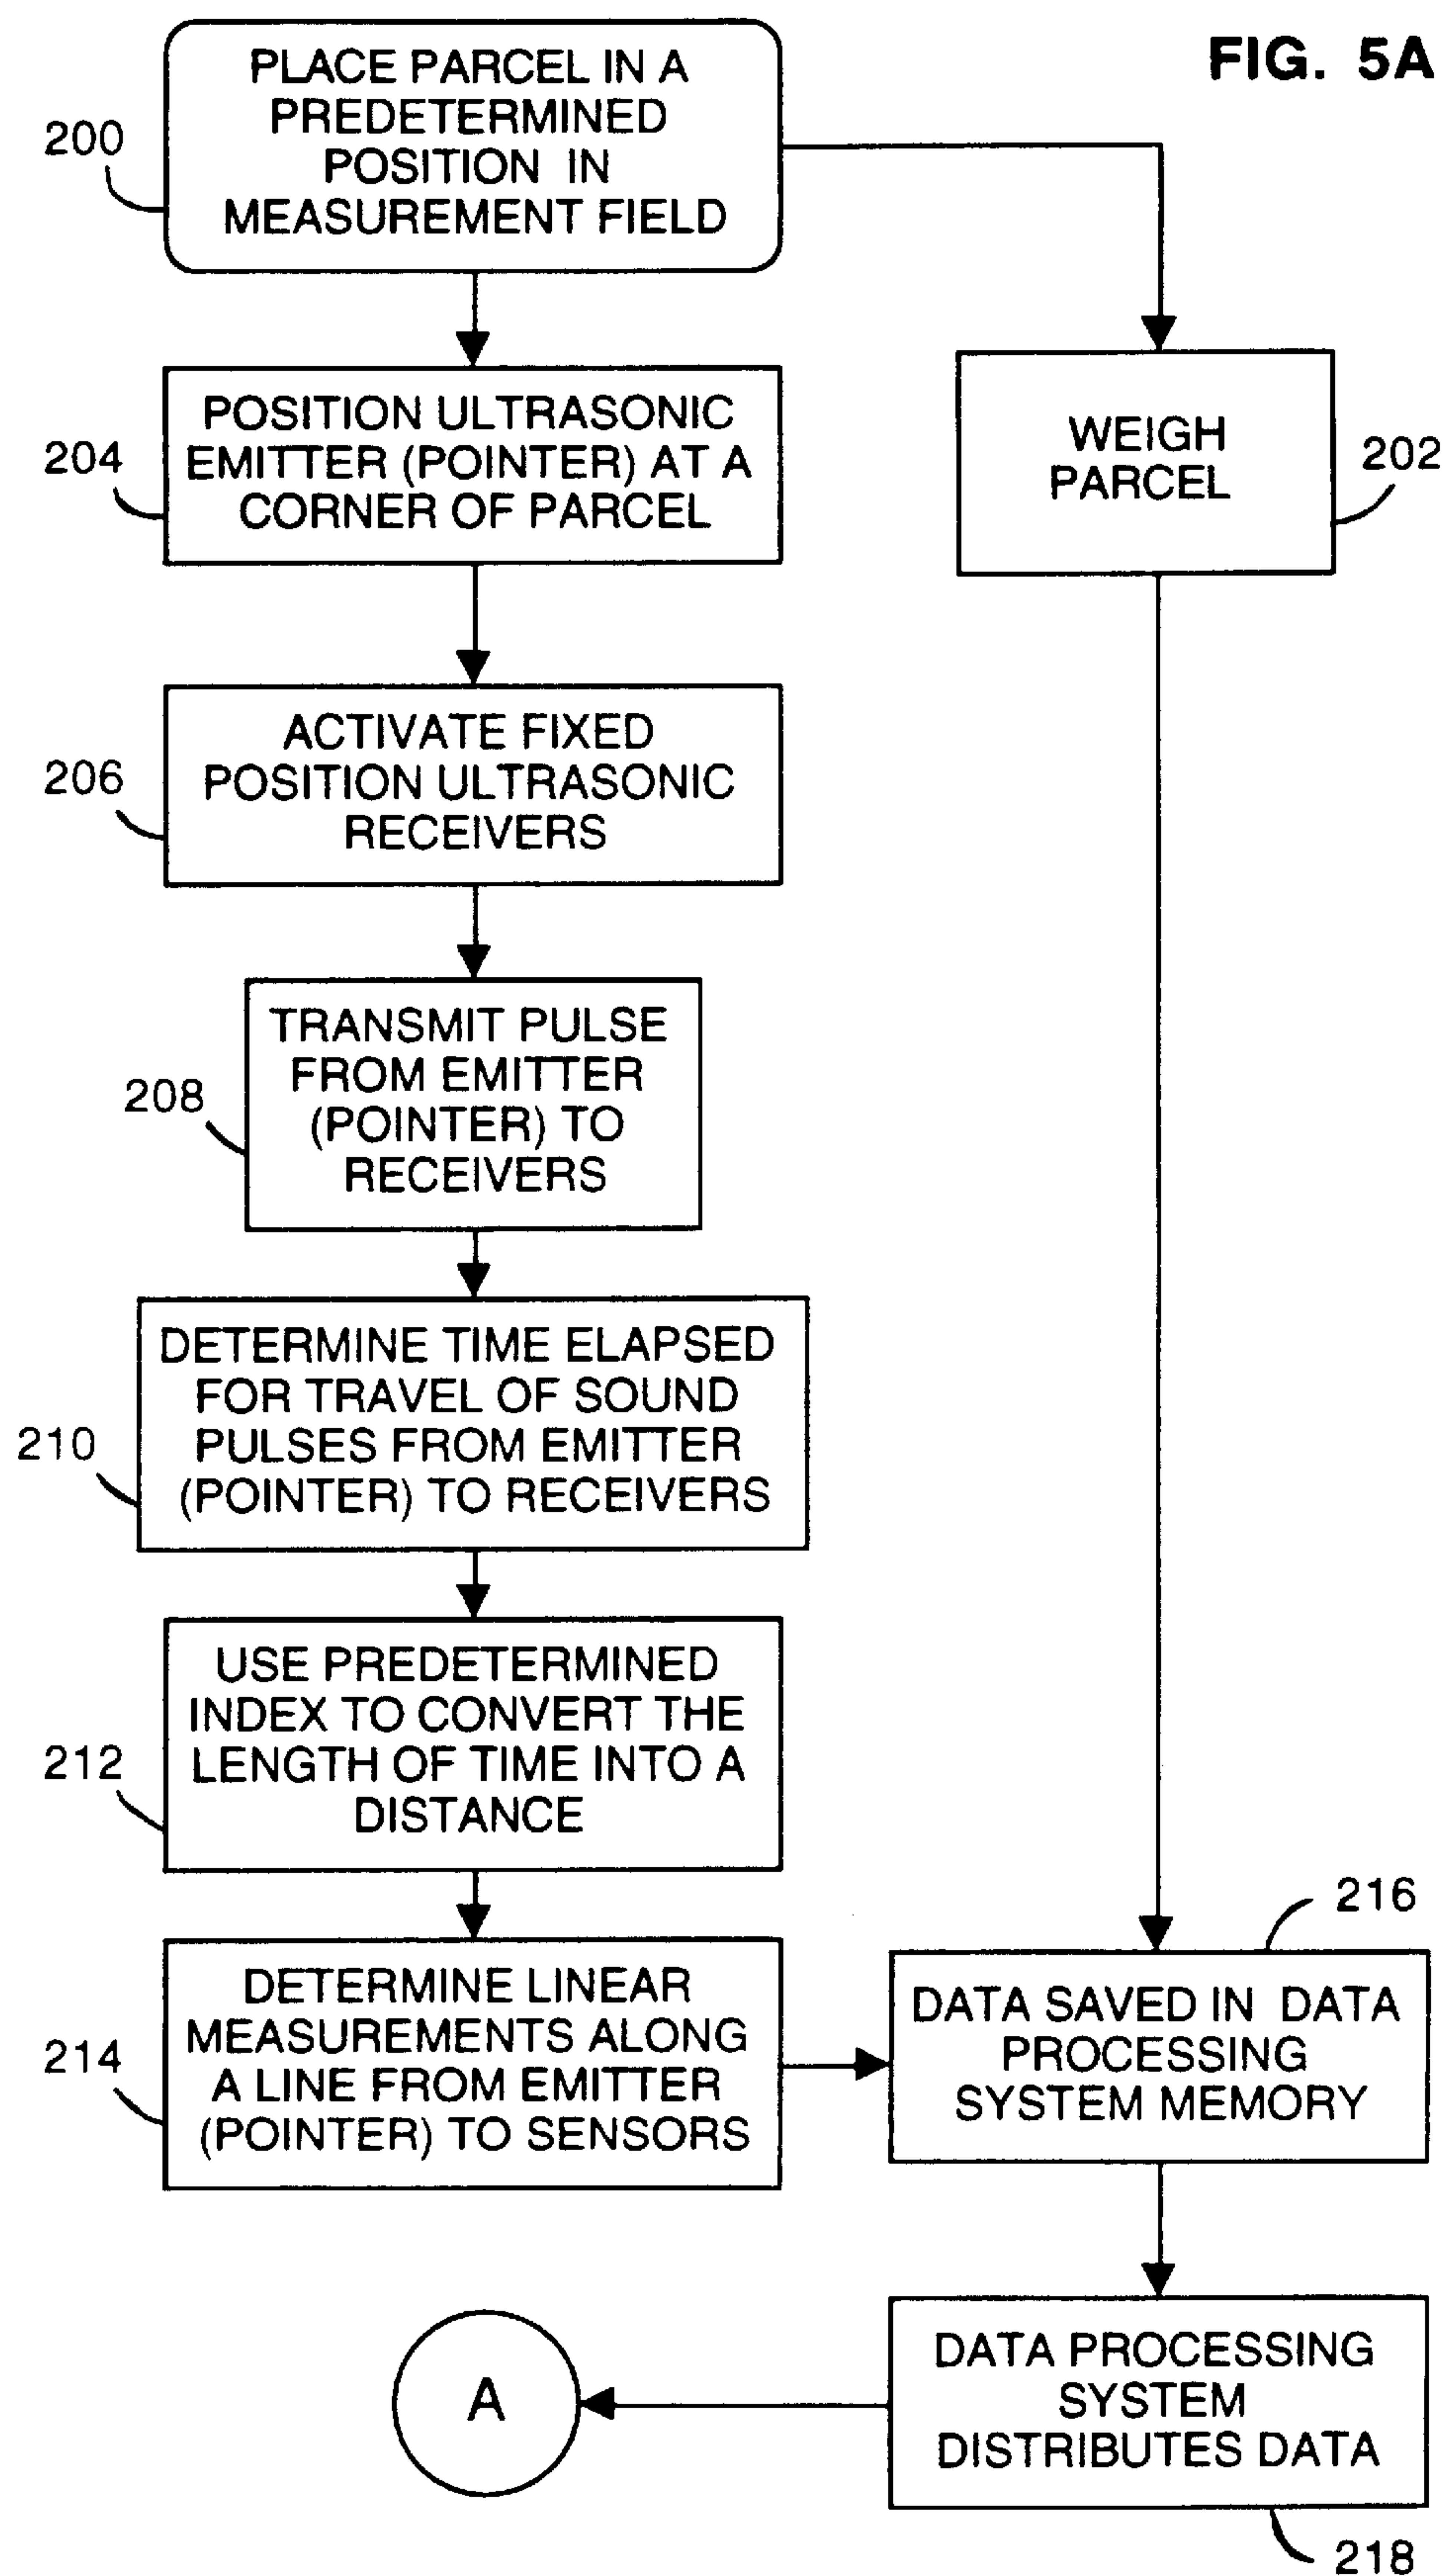 FIG. 5A
PLACE PARCEL IN A
PREDETERMINED
POSITION IN
MEASUREMENT FIELD
200
POSITION ULTRASONIC
EMITTER (POINTER) AT A
CORNER OF PARCEL
204
WEIGH
PARCEL
202
ACTIVATE FIXED
POSITION ULTRASONIC
RECEIVERS
206
TRANSMIT PULSE
FROM EMITTER
(POINTER) TO
RECEIVERS
208
DETERMINE TIME ELAPSED
FOR TRAVEL OF SOUND
PULSES FROM EMITTER
(POINTER) TO RECEIVERS
210
USE PREDETERMINED
INDEX TO CONVERT THE
LENGTH OF TIME INTO A
DISTANCE
212
DETERMINE LINEAR
MEASUREMENTS ALONG
A LINE FROM EMITTER
(POINTER) TO SENSORS
214
216
DATA SAVED IN DATA
PROCESSING
SYSTEM MEMORY
DATA PROCESSING
SYSTEM
DISTRIBUTES DATA
218
A